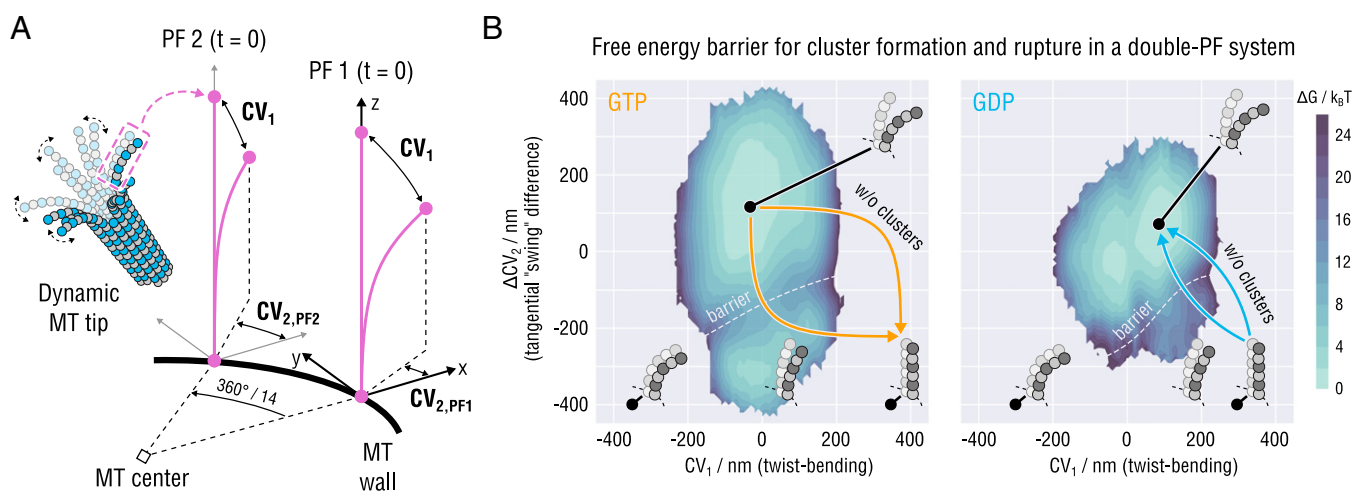 A
PF 2 (t = 0)
PF 1 (t = 0)
z
CV1
CV1
Dynamic
MT tip
CV2,PF2
y
x
CV2,PF1
360° / 14
MT center
MT
wall
B
Free energy barrier for cluster formation and rupture in a double-PF system
ΔCV2 / nm
(tangential "swing" difference)
400
200
0
-200
-400
GTP
w/o clusters
barrier
-400 -200 0 200 400
CV1 / nm (twist-bending)
GDP
w/o clusters
barrier
-400 -200 0 200 400
CV1 / nm (twist-bending)
ΔG / kBT
24
20
16
12
8
4
0